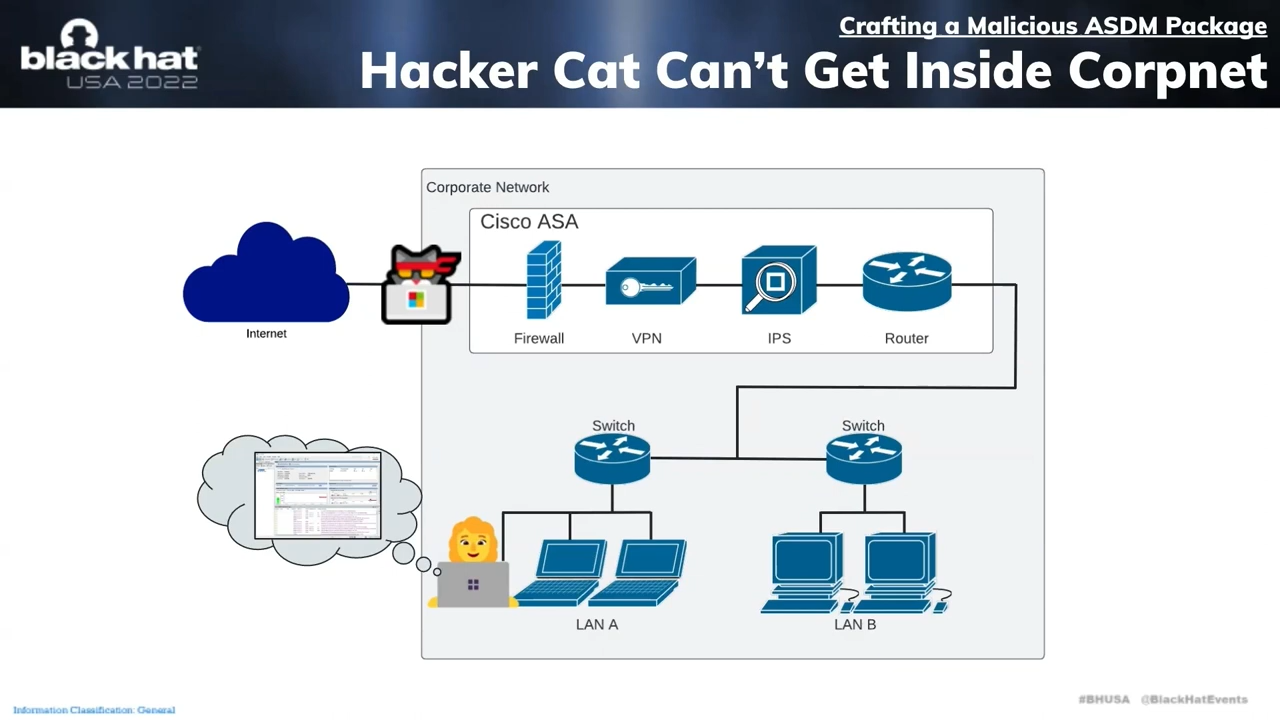 Crafting a Malicious ASDM Package
black hat
USA 2022
Hacker Cat Can't Get Inside Corpnet
Corporate Network
Cisco ASA
Firewall
VPN
IPS
Router
Internet
Switch
Switch
LAN A
LAN B
Information Classification: General
#BHUSA @BlackHatEvents